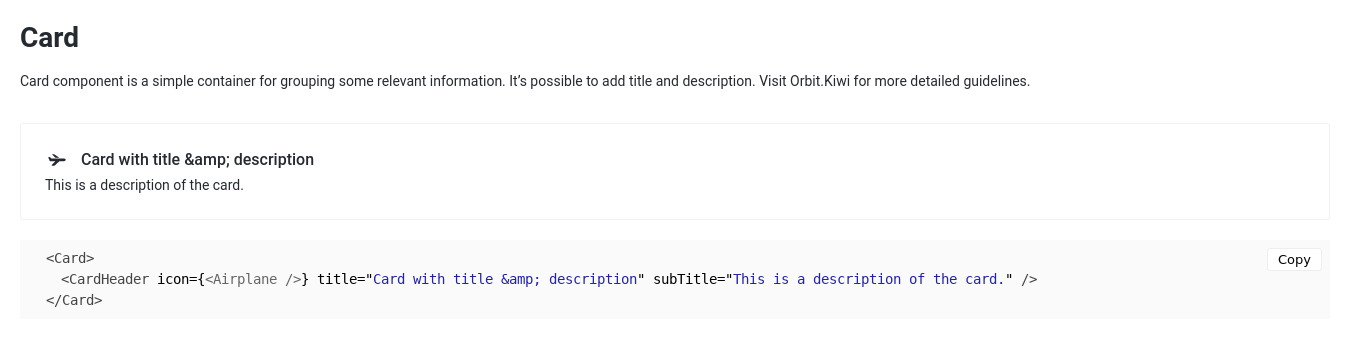 Card
Card component is a simple container for grouping some relevant information. It’s possible to add title and description. Visit Orbit.Kiwi for more detailed guidelines.
Card with title &amp; description
This is a description of the card.
<Card>
Copy
<CardHeader icon={<Airplane />} title="Card with title &amp; description" subTitle="This is a description of the card." />
</Card>